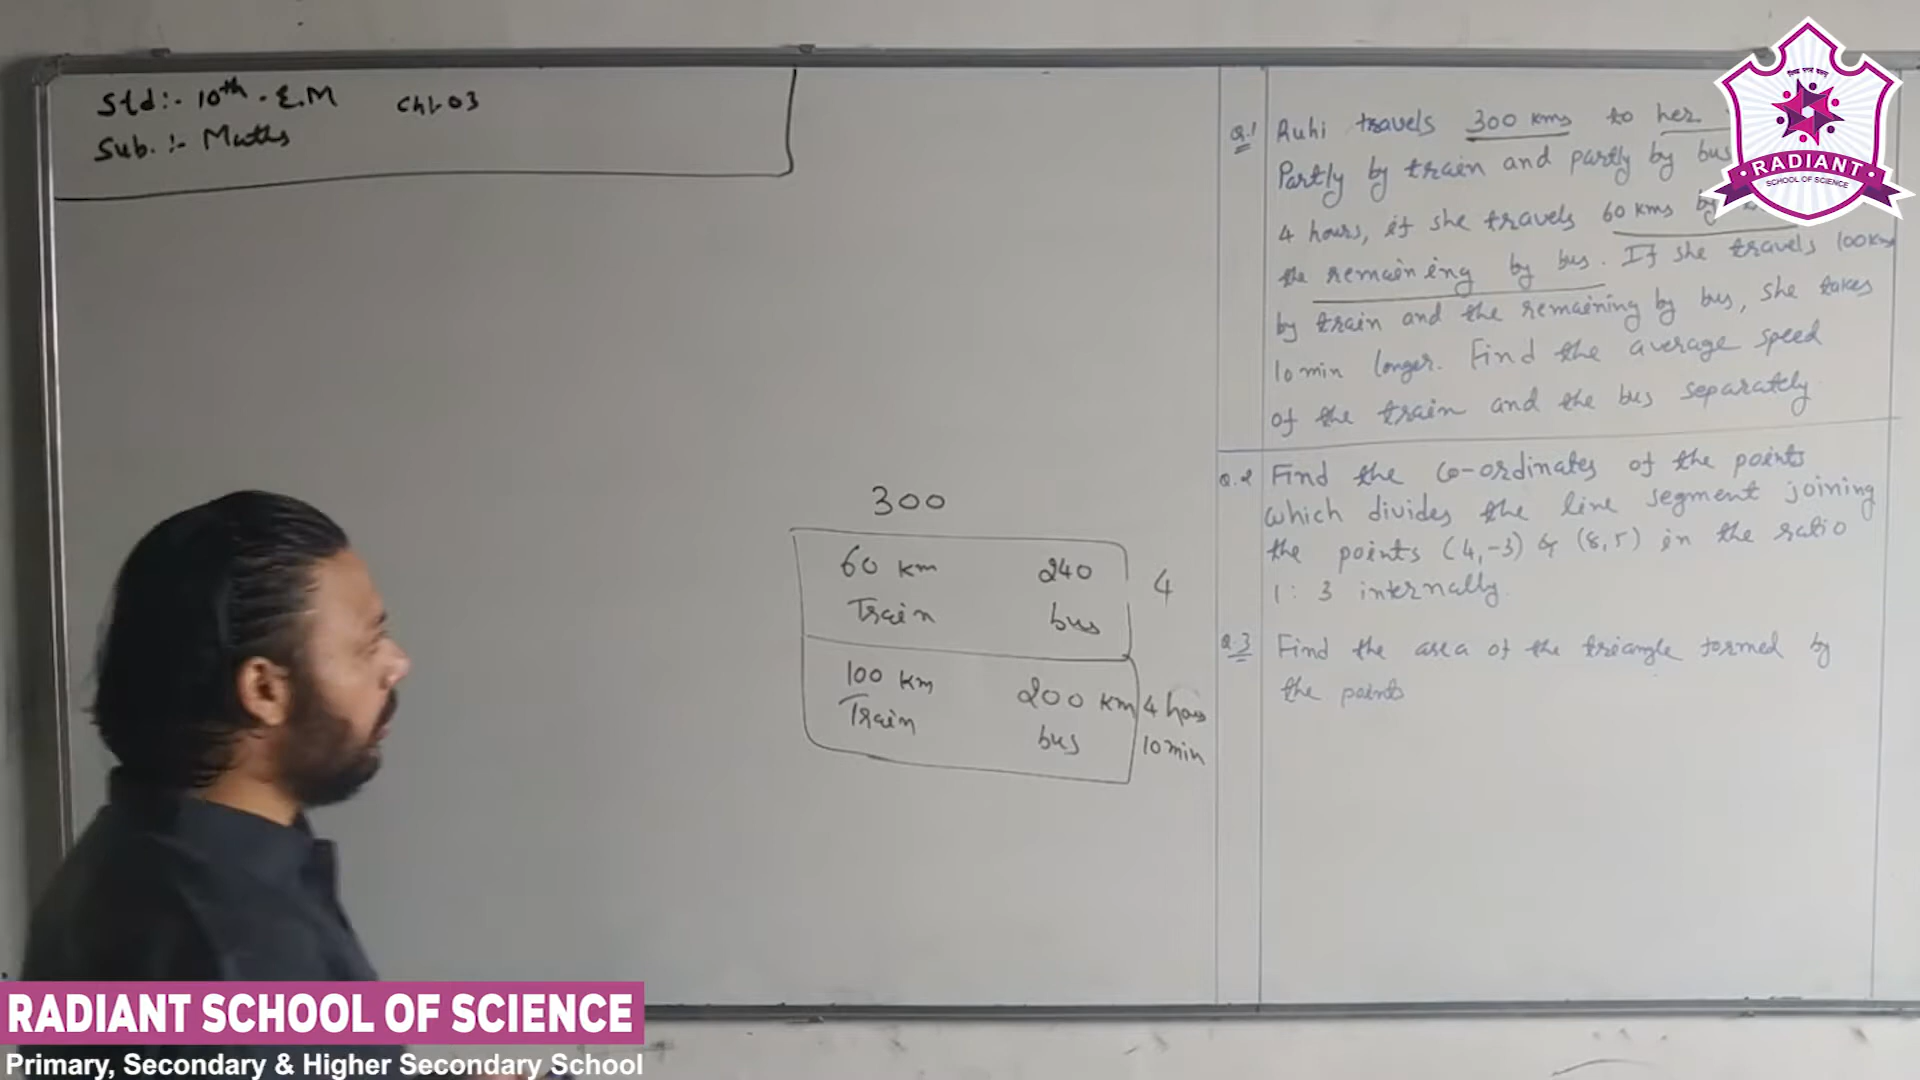 Std :- 10th - E.M Ch-03
Sub. :- Maths
Q.1 Ruhi travels 300 kms to her
Partly by train and partly by bus
4 hours, if she travels 60 kms by
the remaining by bus. If she travels 100 km
by train and the remaining by bus, she takes
10 min longer. Find the average speed
of the train and the bus separately.
Q.2 Find the co-ordinates of the points
which divides the line segment joining
the points (4,-3) & (8,5) in the ratio
1 : 3 internally.
Q.3 Find the area of the triangle formed by
the points
300
60 km 240 4
Train bus
100 km 200 km 4 hours
Train bus 10 min
RADIANT
SCHOOL OF SCIENCE
RADIANT SCHOOL OF SCIENCE
Primary, Secondary & Higher Secondary School